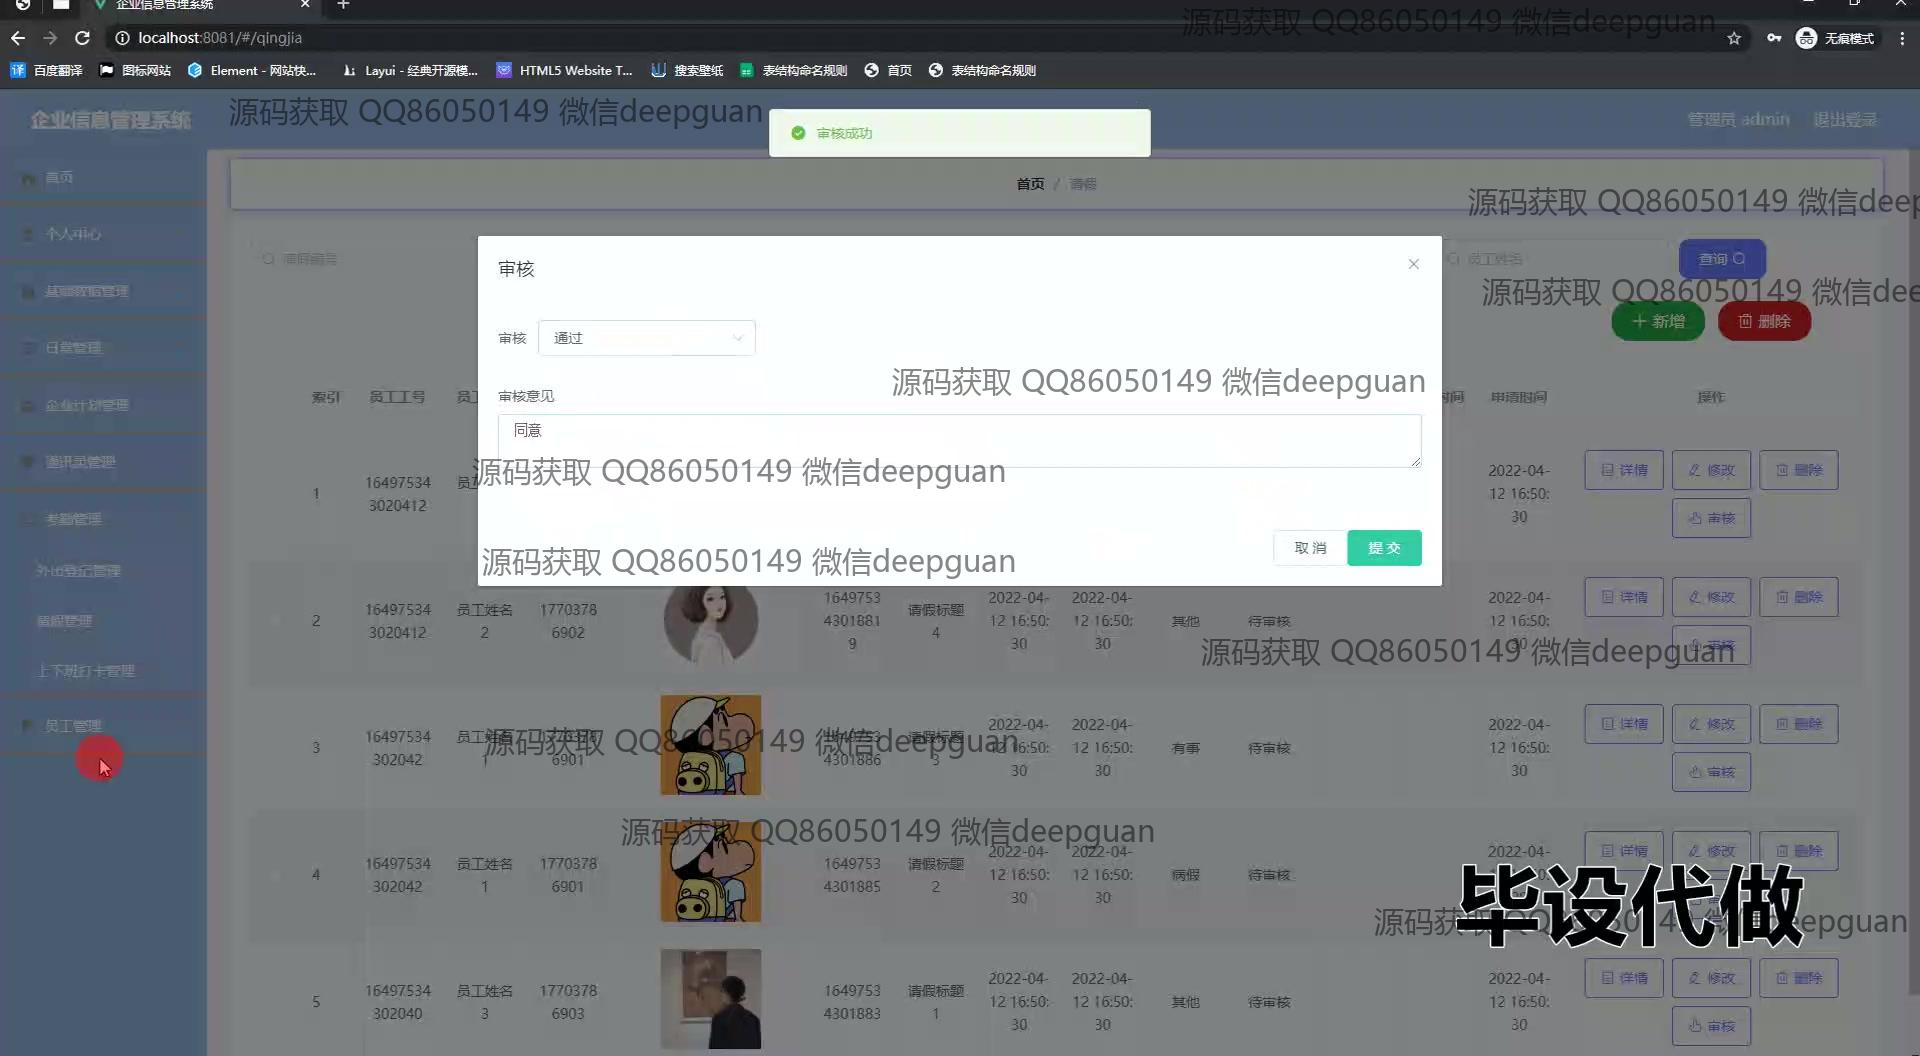 企业信息管理系统
localhost:8081/#/qingjia
无痕模式
百度翻译
图标网站
Element - 网站快...
Layui - 经典开源模...
HTML5 Website T...
搜索壁纸
表结构命名规则
首页
表结构命名规则
源码获取 QQ86050149 微信deepguan
企业信息管理系统
源码获取 QQ86050149 微信deepguan
审核成功
管理员 admin
退出登录
首页
个人中心
基础数据管理
日常管理
企业计划管理
通讯录管理
考勤管理
外出登记管理
请假管理
上下班打卡管理
员工管理
首页 / 请假
源码获取 QQ86050149 微信deep
请假编号
员工姓名
查询
源码获取 QQ86050149 微信dee
新增
删除
审核
审核
通过
源码获取 QQ86050149 微信deepguan
审核意见
同意
源码获取 QQ86050149 微信deepguan
取 消
提 交
源码获取 QQ86050149 微信deepguan
索引 员工工号 员工 时间 申请时间 操作
1 16497534 3020412 员工 2022-04-12 16:50:30 详情 修改 删除 审核
2 16497534 3020412 员工姓名 2 1770378 6902 1649753 4301881 9 请假标题 4 2022-04-12 16:50:30 2022-04-12 16:50:30 其他 待审核 2022-04-12 16:50:30 详情 修改 删除 审核
源码获取 QQ86050149 微信deepguan
3 16497534 302042 员工姓名 1 1770378 6901 1649753 4301886 请假标题 3 2022-04-12 16:50:30 2022-04-12 16:50:30 有事 待审核 2022-04-12 16:50:30 详情 修改 删除 审核
源码获取 QQ86050149 微信deepguan
4 16497534 302042 员工姓名 1 1770378 6901 1649753 4301885 请假标题 2 2022-04-12 16:50:30 2022-04-12 16:50:30 病假 待审核 2022-04-12 16:50:30 详情 修改 删除
源码获取 QQ86050149 微信deepguan
毕设代做
源码获取 QQ86050149 微信deepguan
5 16497534 302040 员工姓名 3 1770378 6903 1649753 4301883 请假标题 1 2022-04-12 16:50:30 2022-04-12 16:50:30 其他 待审核 2022-04-12 16:50:30 详情 修改 删除 审核